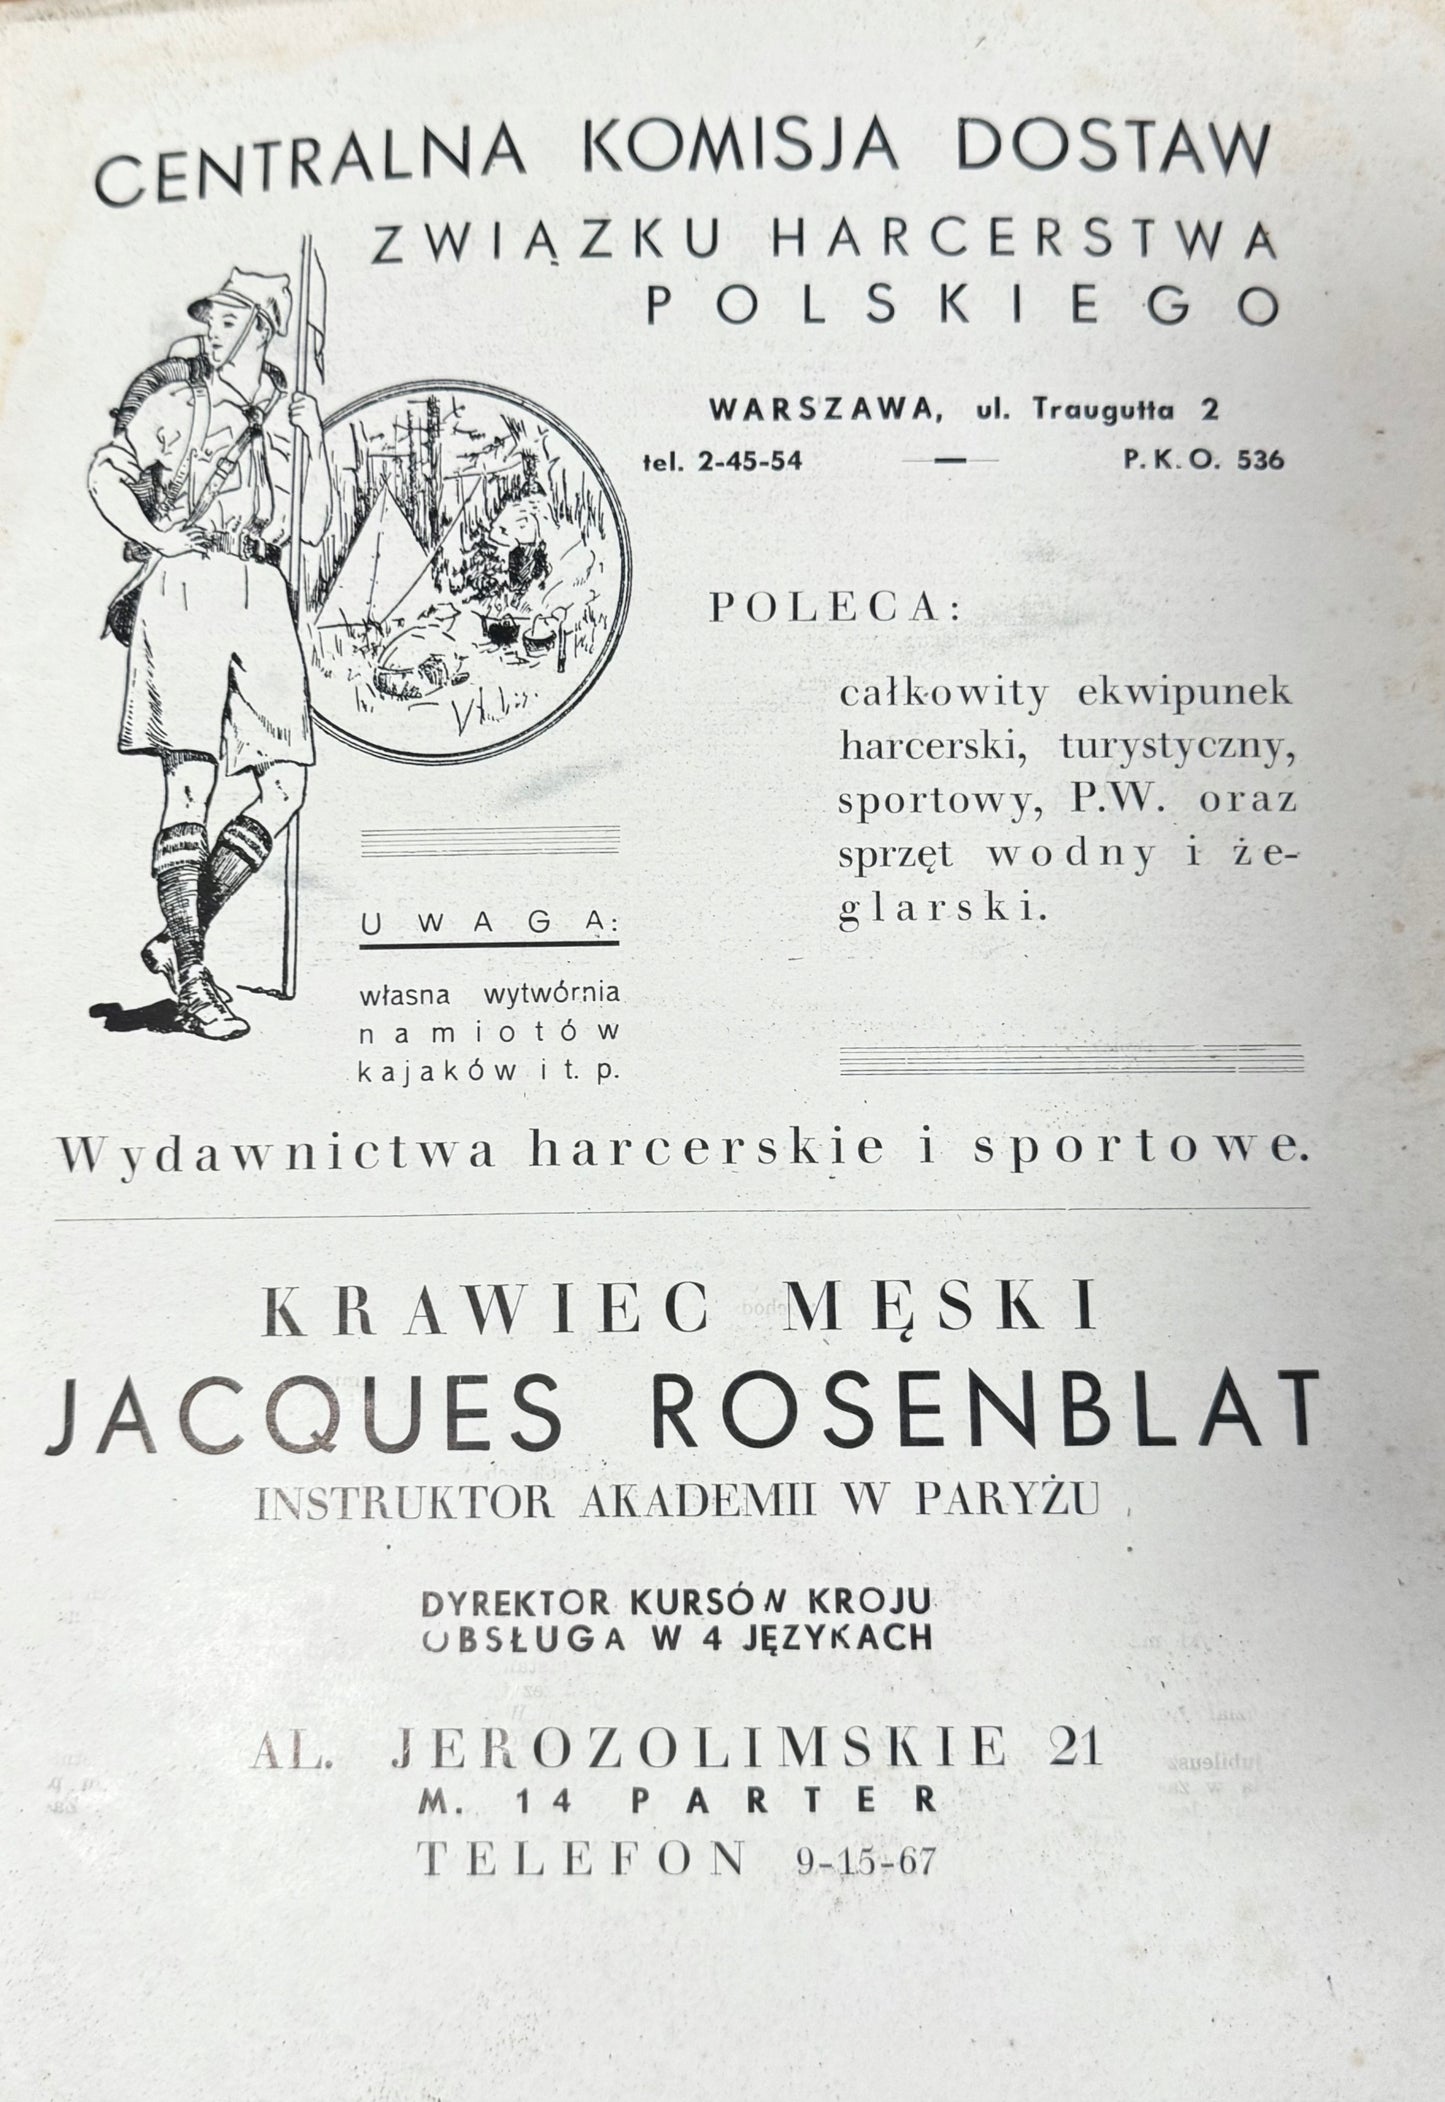 CENTRALNA KOMISJA DOSTAW
ZWIĄZKU HARCERSTWA
POLSKIEGO
WARSZAWA, ul. Traugutta 2
tel. 2-45-54 — P.K.O. 536
POLECA:
całkowity ekwipunek
harcerski, turystyczny,
sportowy, P.W. oraz
sprzęt wodny i że-
glarski.
UWAGA:
własna wytwórnia
namiotów
kajaków i t. p.
Wydawnictwa harcerskie i sportowe.
KRAWIEC MĘSKI
JACQUES ROSENBLAT
INSTRUKTOR AKADEMII W PARYŻU
DYREKTOR KURSÓW KROJU
OBSŁUGA W 4 JĘZYKACH
AL. JEROZOLIMSKIE 21
M. 14 PARTER
TELEFON 9-15-67